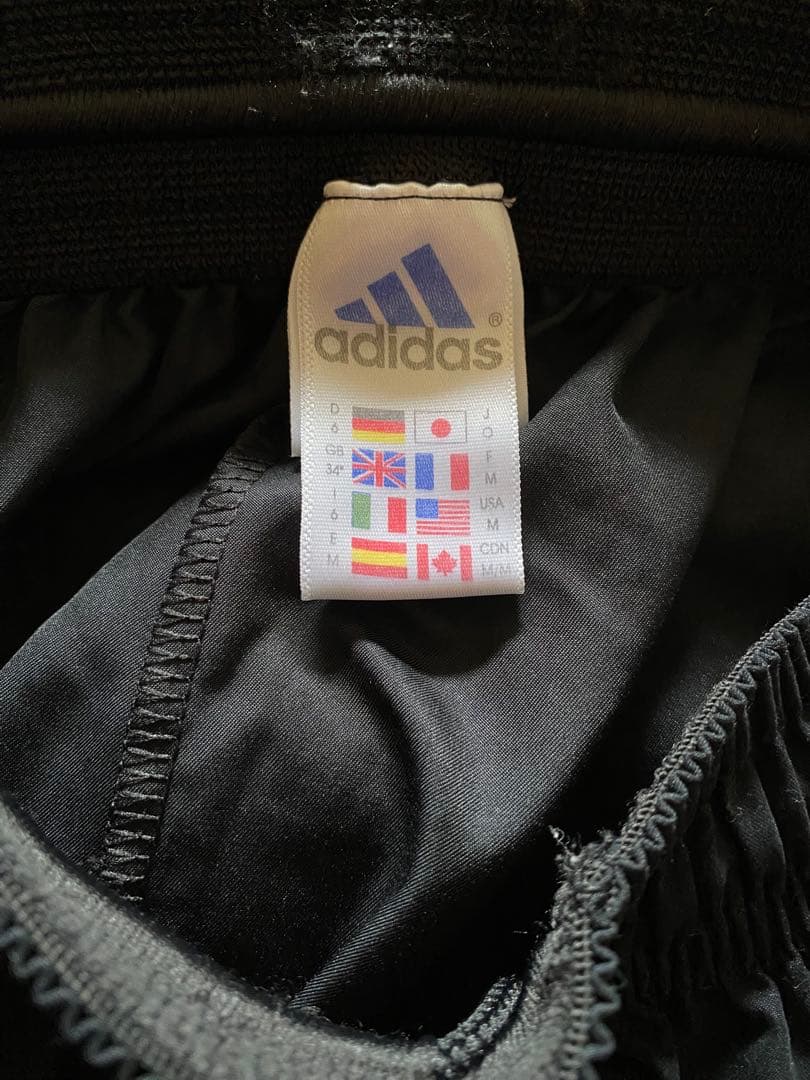 adidas®
D 6 J O
GB 34" F M
I 6 USA M
E M CDN M/M